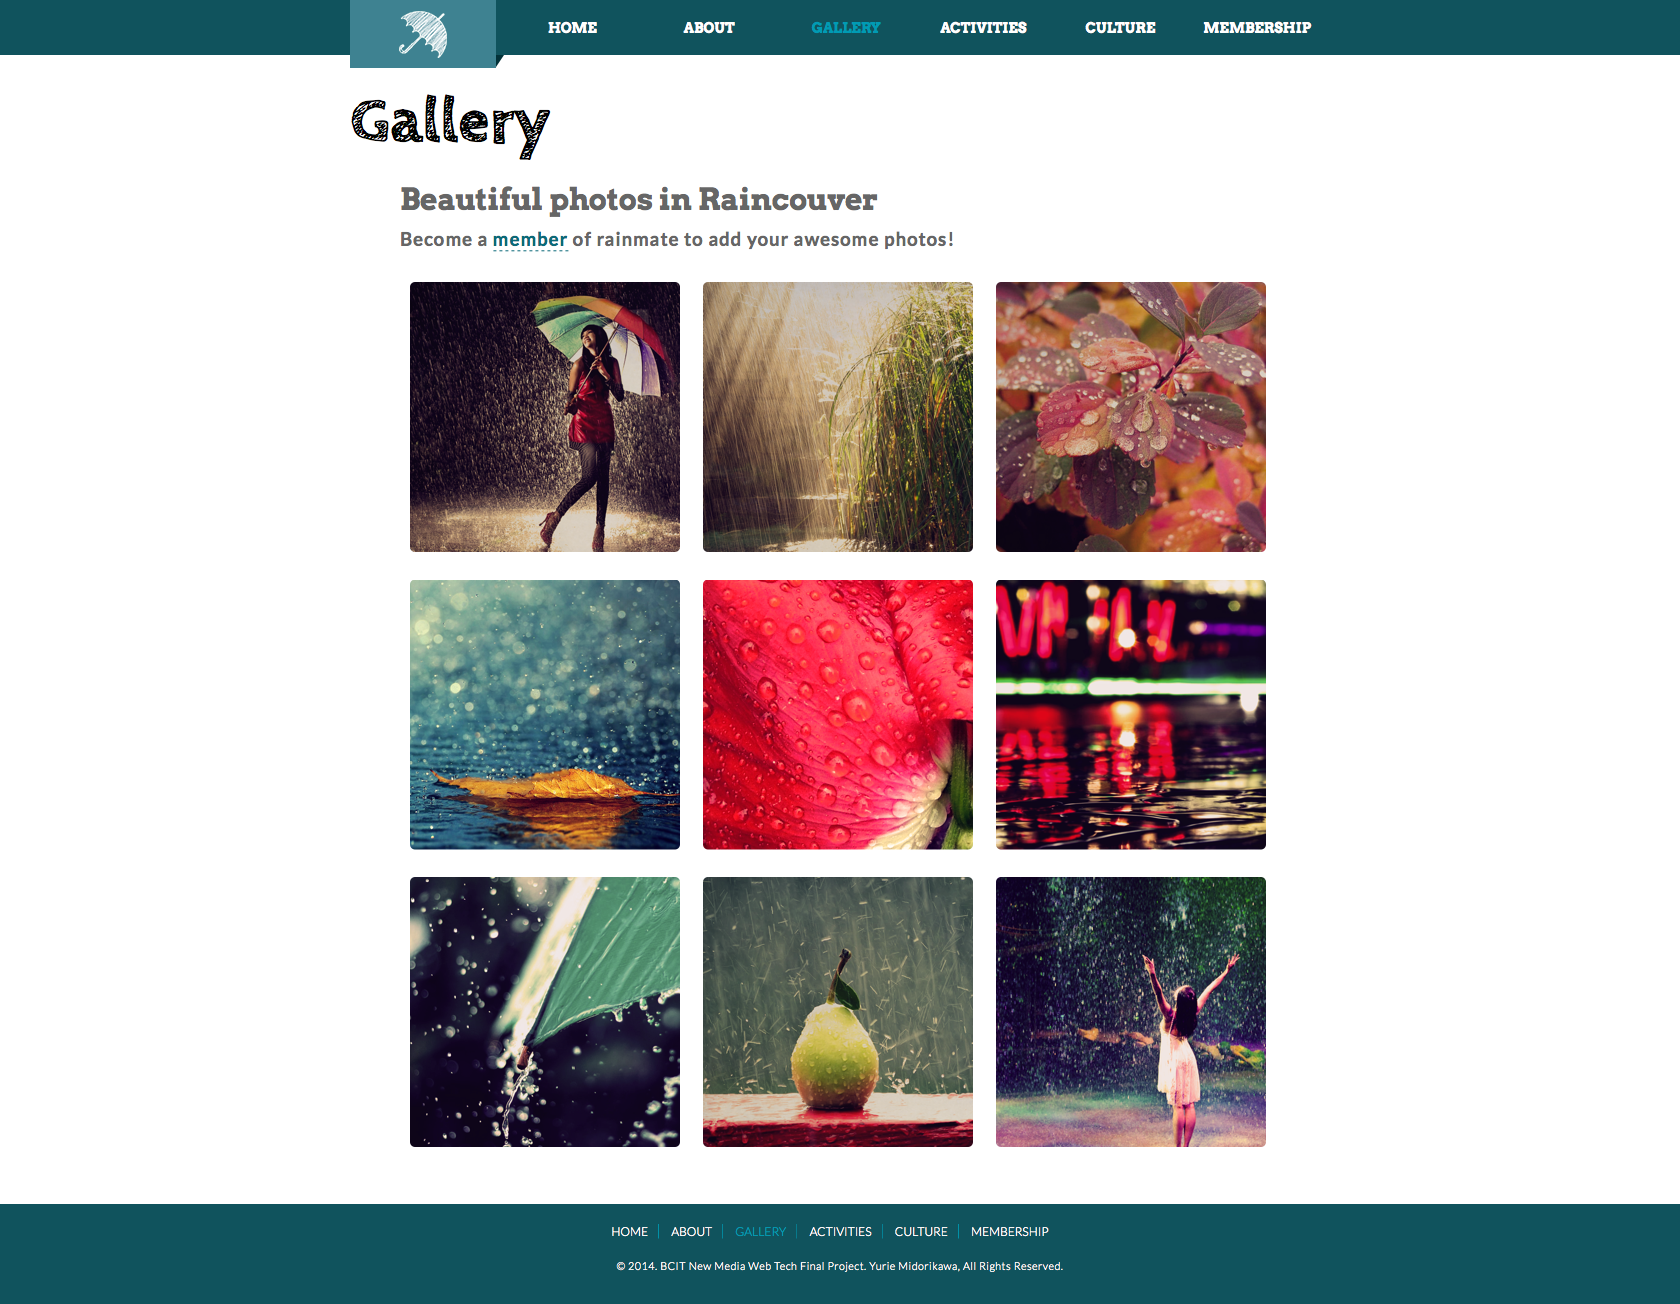 HOME ABOUT GALLERY ACTIVITIES CULTURE MEMBERSHIP
Gallery
Beautiful photos in Raincouver
Become a member of rainmate to add your awesome photos!
HOME ABOUT GALLERY ACTIVITIES CULTURE MEMBERSHIP
© 2014. BCIT New Media Web Tech Final Project. Yurie Midorikawa, All Rights Reserved.